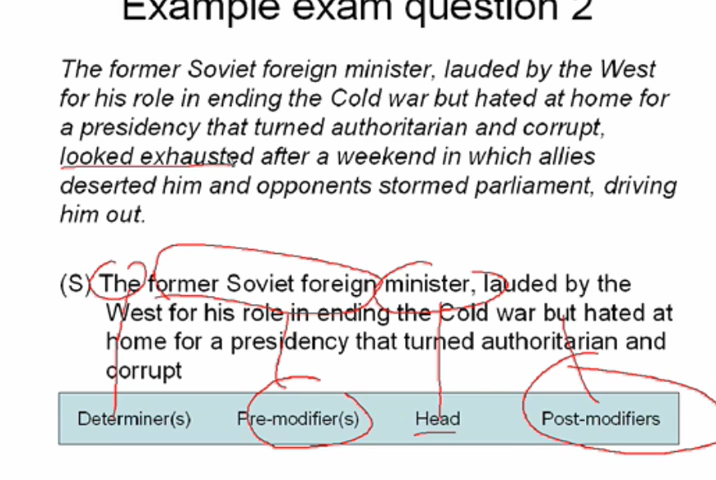 Example exam question 2
The former Soviet foreign minister, lauded by the West
for his role in ending the Cold war but hated at home for
a presidency that turned authoritarian and corrupt,
looked exhausted after a weekend in which allies
deserted him and opponents stormed parliament, driving
him out.
(S) The former Soviet foreign minister, lauded by the
West for his role in ending the Cold war but hated at
home for a presidency that turned authoritarian and
corrupt
Determiner(s) Pre-modifier(s) Head Post-modifiers